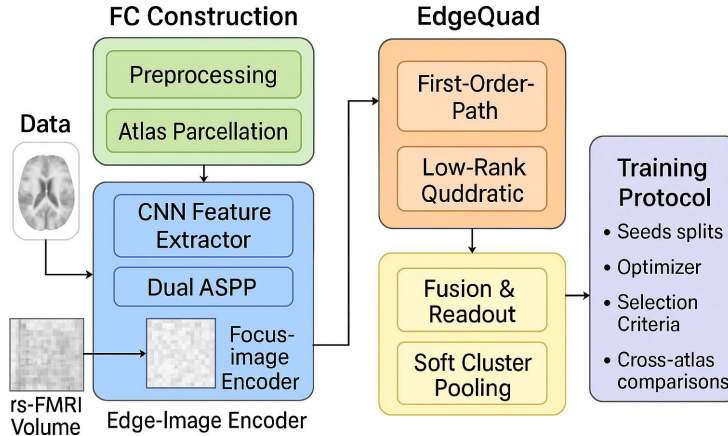 FC Construction
Preprocessing
Atlas Parcellation
Data
CNN Feature
Extractor
Dual ASPP
Focus-
image
Encoder
rs-FMRI
Volume
Edge-Image Encoder
EdgeQuad
First-Order-
Path
Low-Rank
Quddratic
Fusion &
Readout
Soft Cluster
Pooling
Training
Protocol
• Seeds splits
• Optimizer
• Selection
Criteria
• Cross-atlas
comparisons